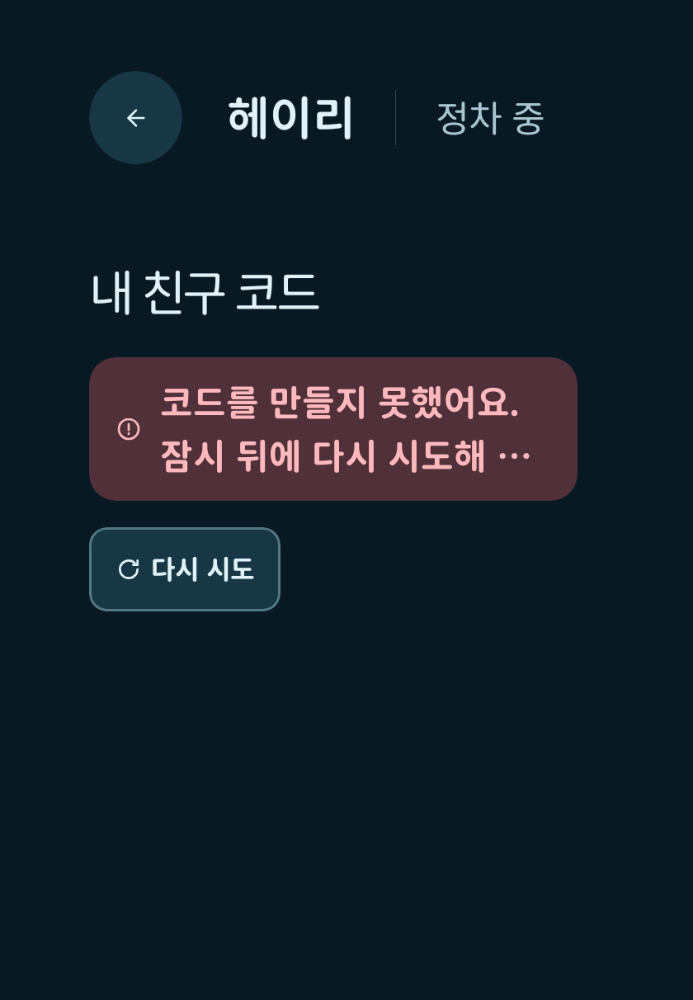 헤이리
정차 중
내 친구 코드
코드를 만들지 못했어요.
잠시 뒤에 다시 시도해 …
다시 시도